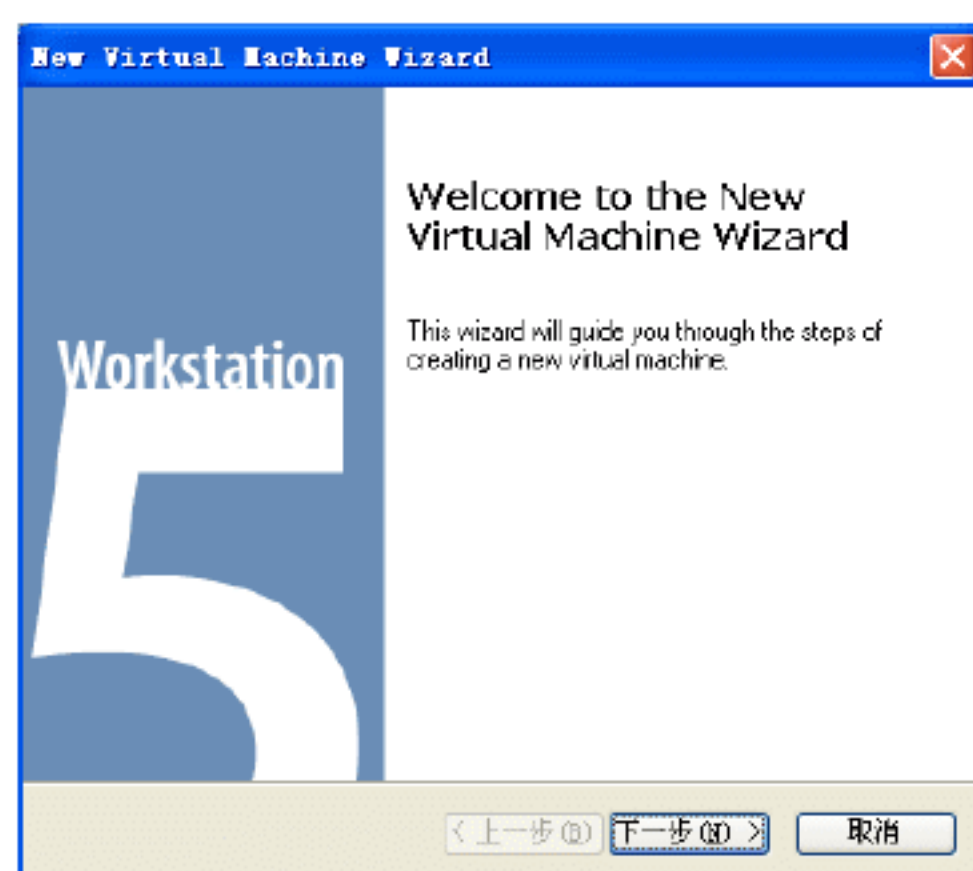 New Virtual Machine Wizard
Welcome to the New
Virtual Machine Wizard
This wizard will guide you through the steps of
creating a new virtual machine.
Workstation
5
< 上一步(B) 下一步(N) > 取消